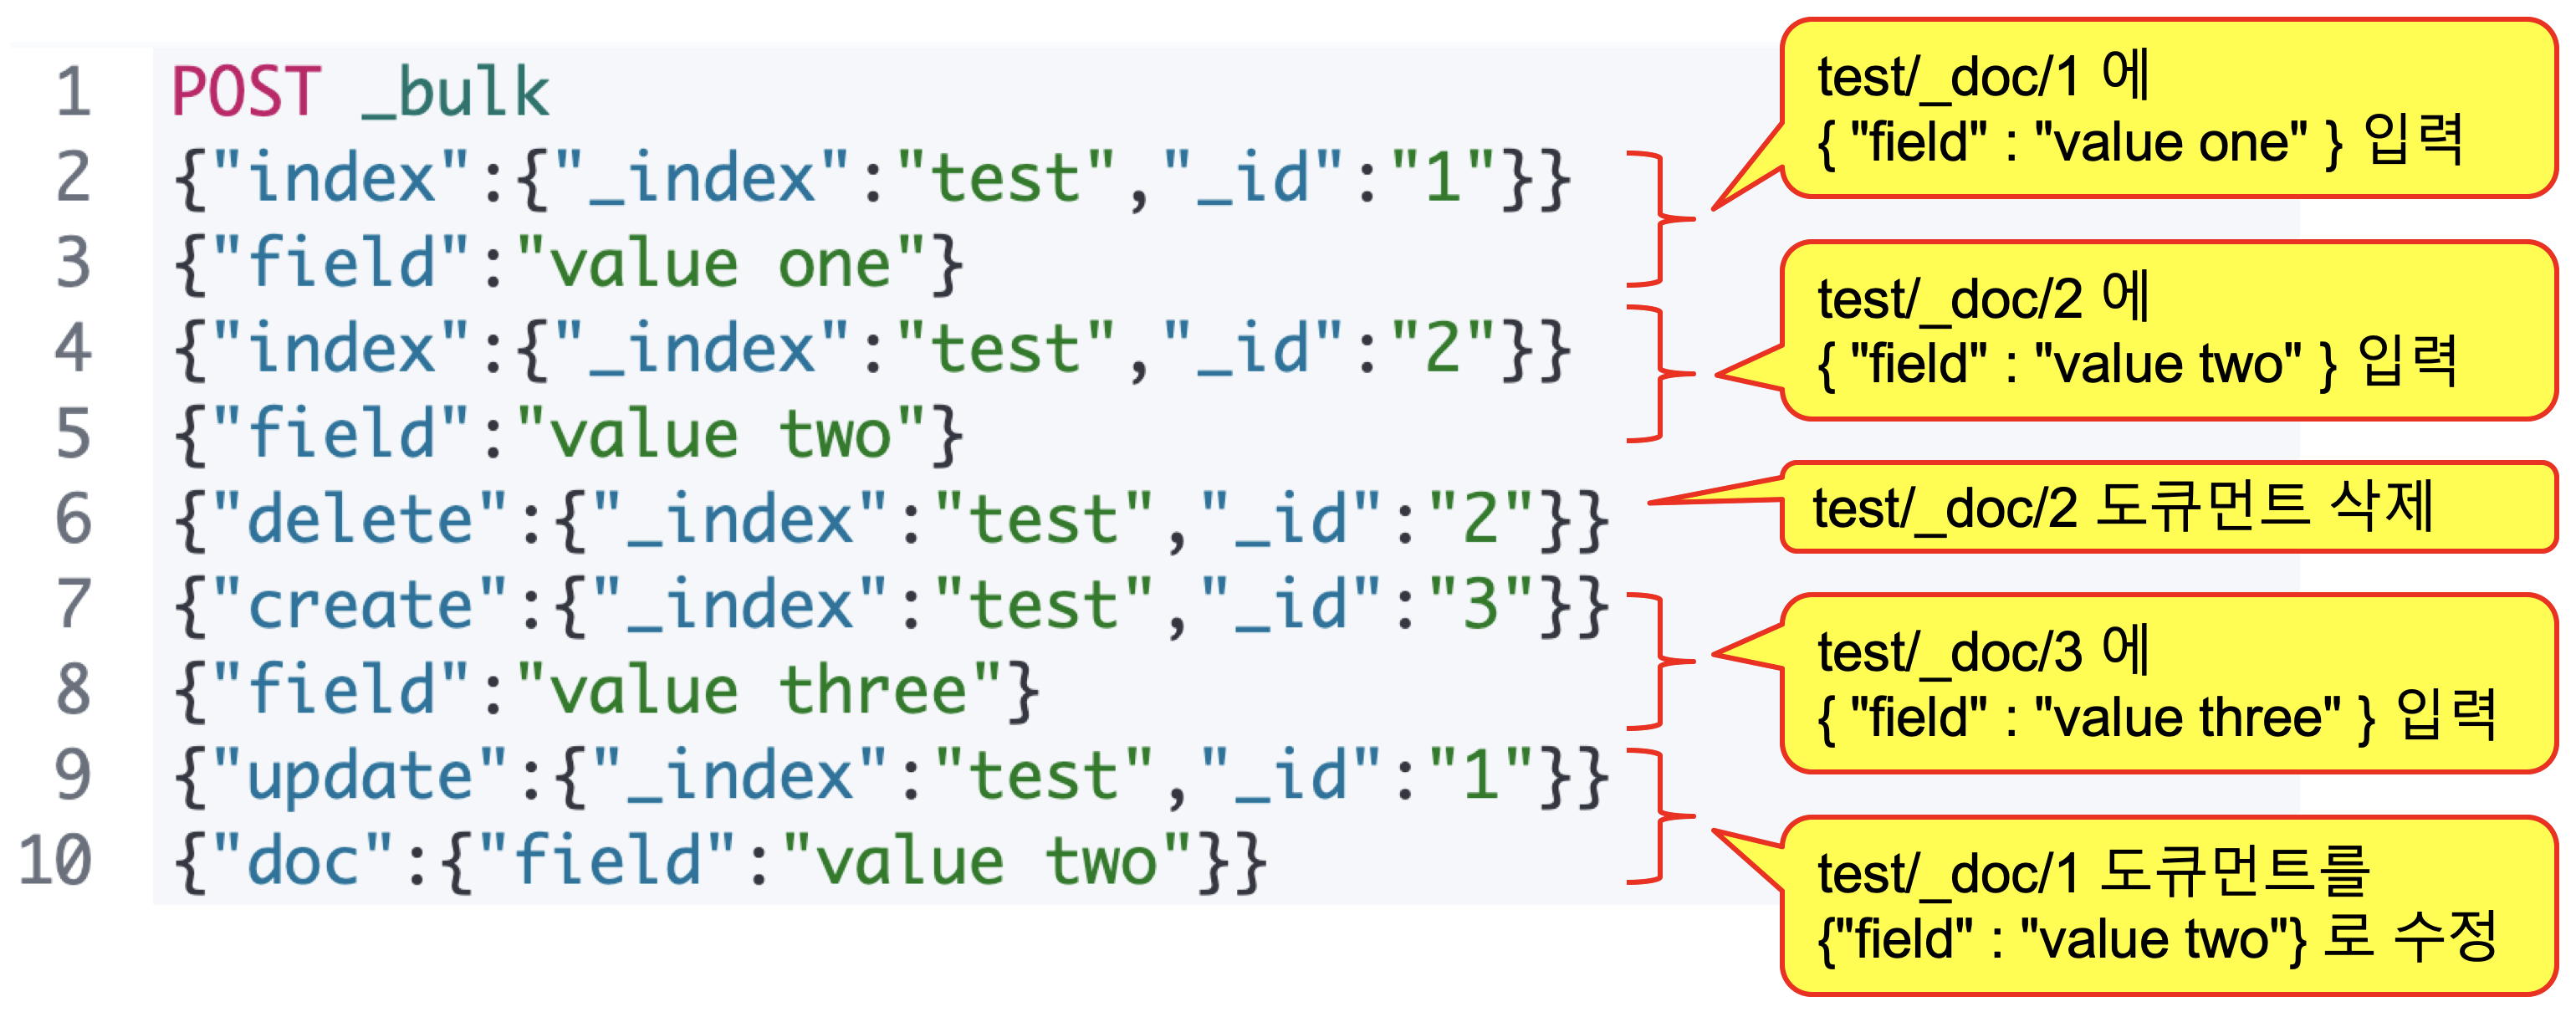 1 POST _bulk
2 {"index":{"_index":"test","_id":"1"}}
3 {"field":"value one"}
4 {"index":{"_index":"test","_id":"2"}}
5 {"field":"value two"}
6 {"delete":{"_index":"test","_id":"2"}}
7 {"create":{"_index":"test","_id":"3"}}
8 {"field":"value three"}
9 {"update":{"_index":"test","_id":"1"}}
10 {"doc":{"field":"value two"}}
test/_doc/1 에
{ "field" : "value one" } 입력
test/_doc/2 에
{ "field" : "value two" } 입력
test/_doc/2 도큐먼트 삭제
test/_doc/3 에
{ "field" : "value three" } 입력
test/_doc/1 도큐먼트를
{"field" : "value two"} 로 수정